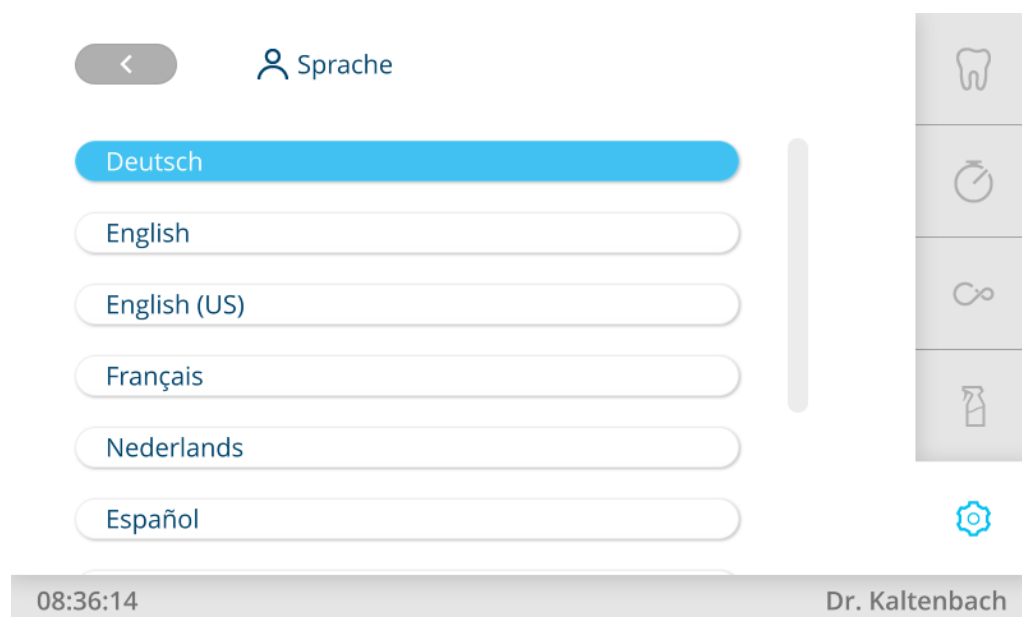 Sprache
Deutsch
English
English (US)
Français
Nederlands
Español
08:36:14
Dr. Kaltenbach